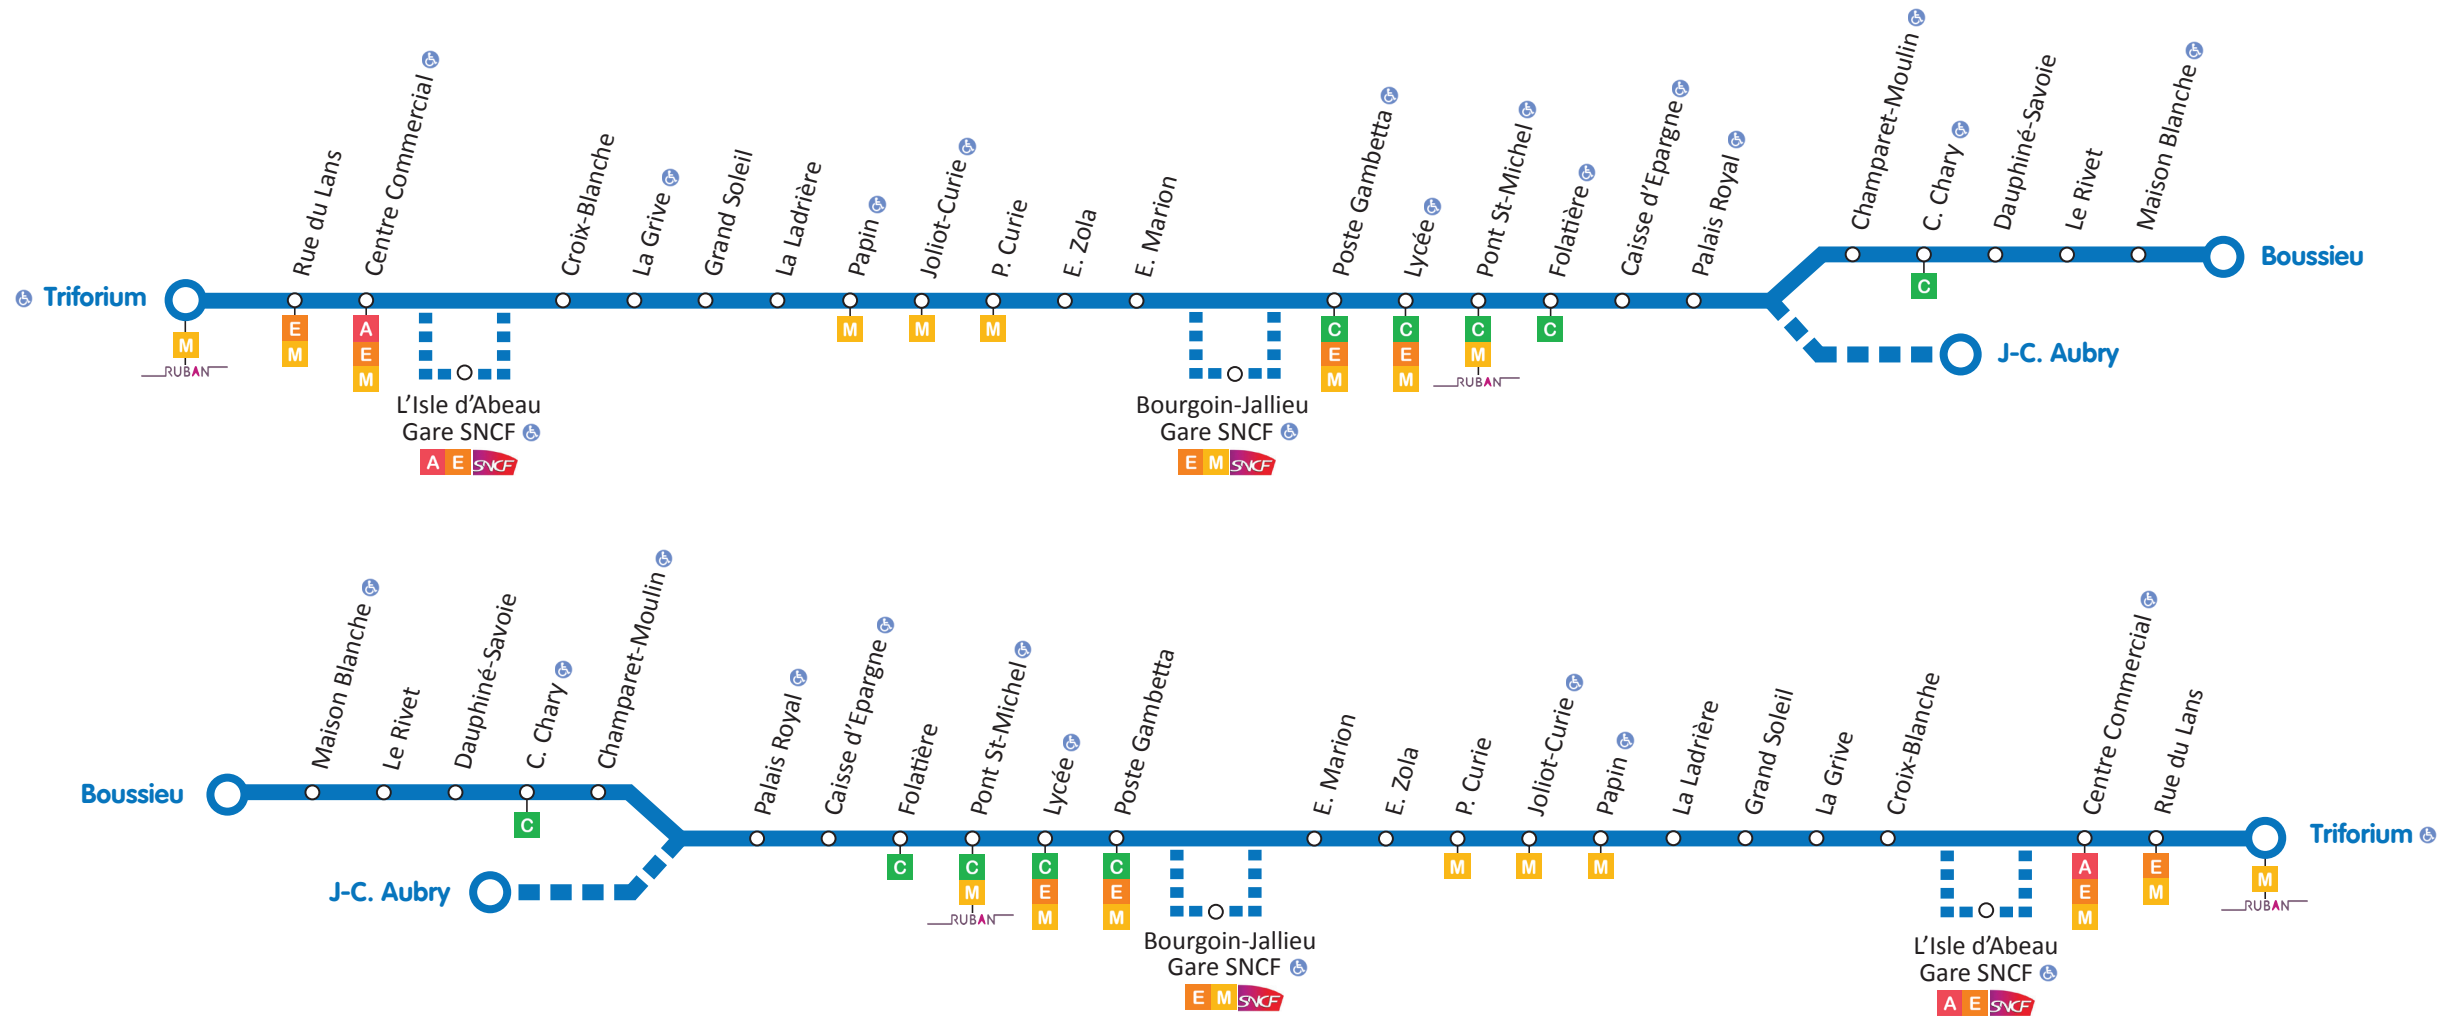 Triforium
Rue du Lans
Centre Commercial
Croix-Blanche
La Grive
Grand Soleil
La Ladrière
Papin
Joliot-Curie
P. Curie
E. Zola
E. Marion
Poste Gambetta
Lycée
Pont St-Michel
Folatière
Caisse d'Epargne
Palais Royal
Champaret-Moulin
C. Chary
Dauphiné-Savoie
Le Rivet
Maison Blanche
Boussieu
J-C. Aubry
M
RUBAN
E
M
A
E
M
L'Isle d'Abeau
Gare SNCF
A E SNCF
M
M
M
Bourgoin-Jallieu
Gare SNCF
E M SNCF
C
E
M
C
E
M
C
M
RUBAN
C
C
Boussieu
Maison Blanche
Le Rivet
Dauphiné-Savoie
C. Chary
Champaret-Moulin
J-C. Aubry
Palais Royal
Caisse d'Epargne
Folatière
Pont St-Michel
Lycée
Poste Gambetta
E. Marion
E. Zola
P. Curie
Joliot-Curie
Papin
La Ladrière
Grand Soleil
La Grive
Croix-Blanche
Centre Commercial
Rue du Lans
Triforium
C
C
C
M
RUBAN
C
E
M
C
E
M
Bourgoin-Jallieu
Gare SNCF
E M SNCF
M
M
M
L'Isle d'Abeau
Gare SNCF
A E SNCF
A
E
M
E
M
M
RUBAN